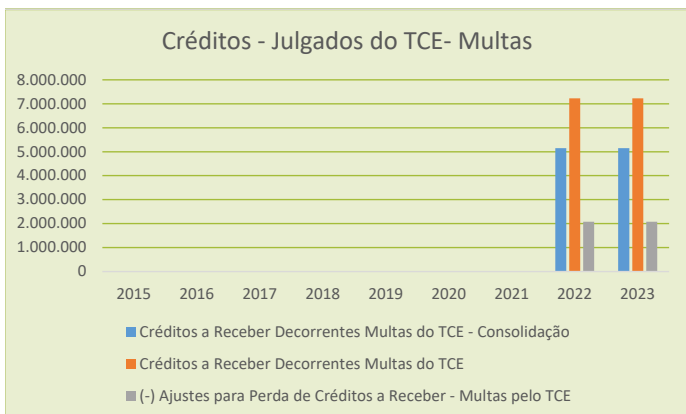 Créditos - Julgados do TCE- Multas
8.000.000
7.000.000
6.000.000
5.000.000
4.000.000
3.000.000
2.000.000
1.000.000
0
2015 2016 2017 2018 2019 2020 2021 2022 2023
Créditos a Receber Decorrentes Multas do TCE - Consolidação
Créditos a Receber Decorrentes Multas do TCE
(-) Ajustes para Perda de Créditos a Receber - Multas pelo TCE